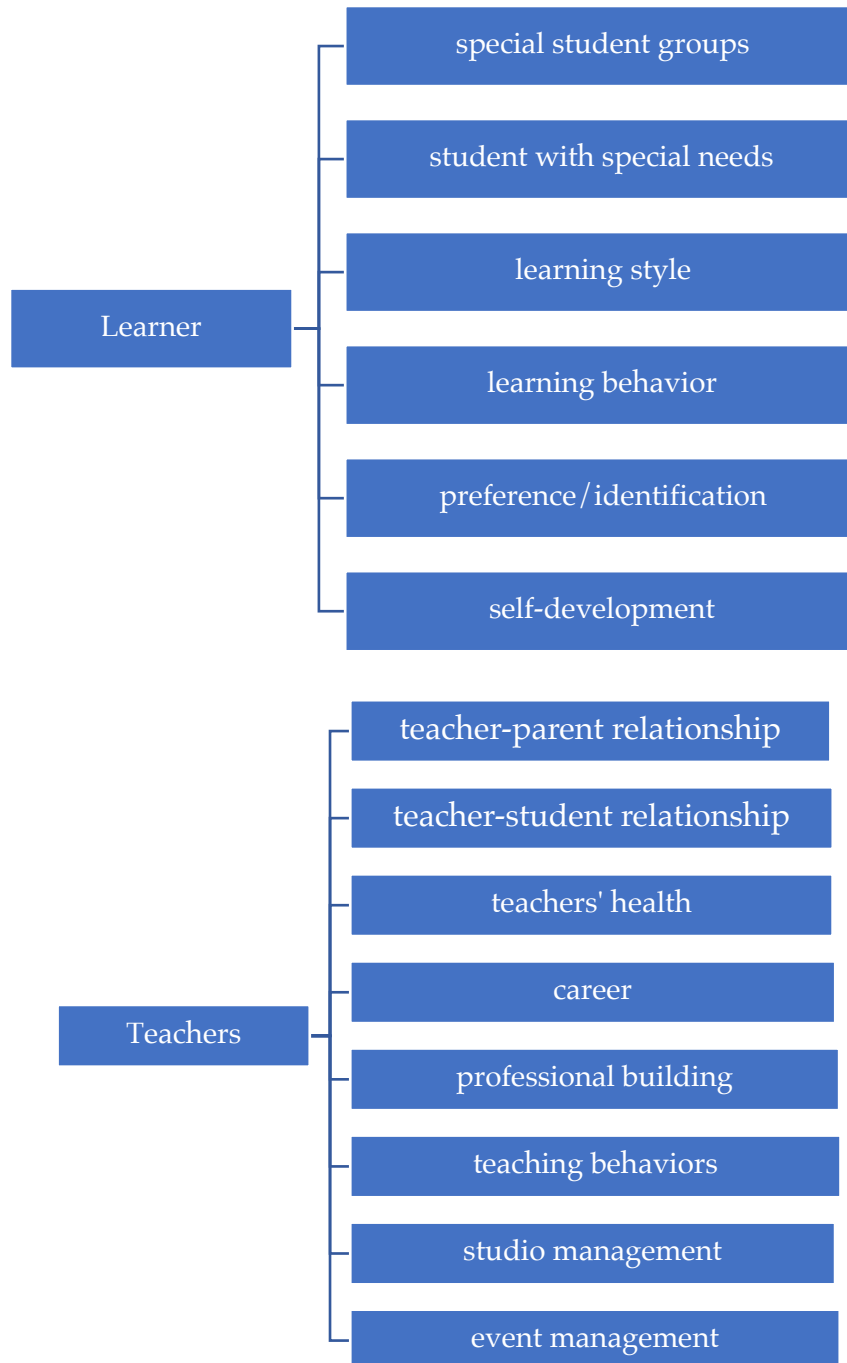 Learner
special student groups
student with special needs
learning style
learning behavior
preference/identification
self-development
Teachers
teacher-parent relationship
teacher-student relationship
teachers' health
career
professional building
teaching behaviors
studio management
event management